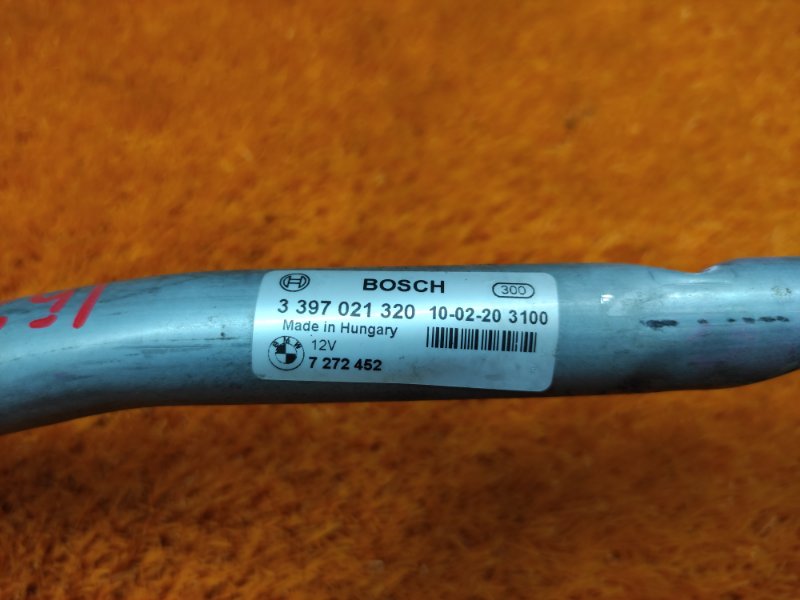 BOSCH 300
3 397 021 320 10-02-20 3100
Made in Hungary
12V
BMW
7 272 452